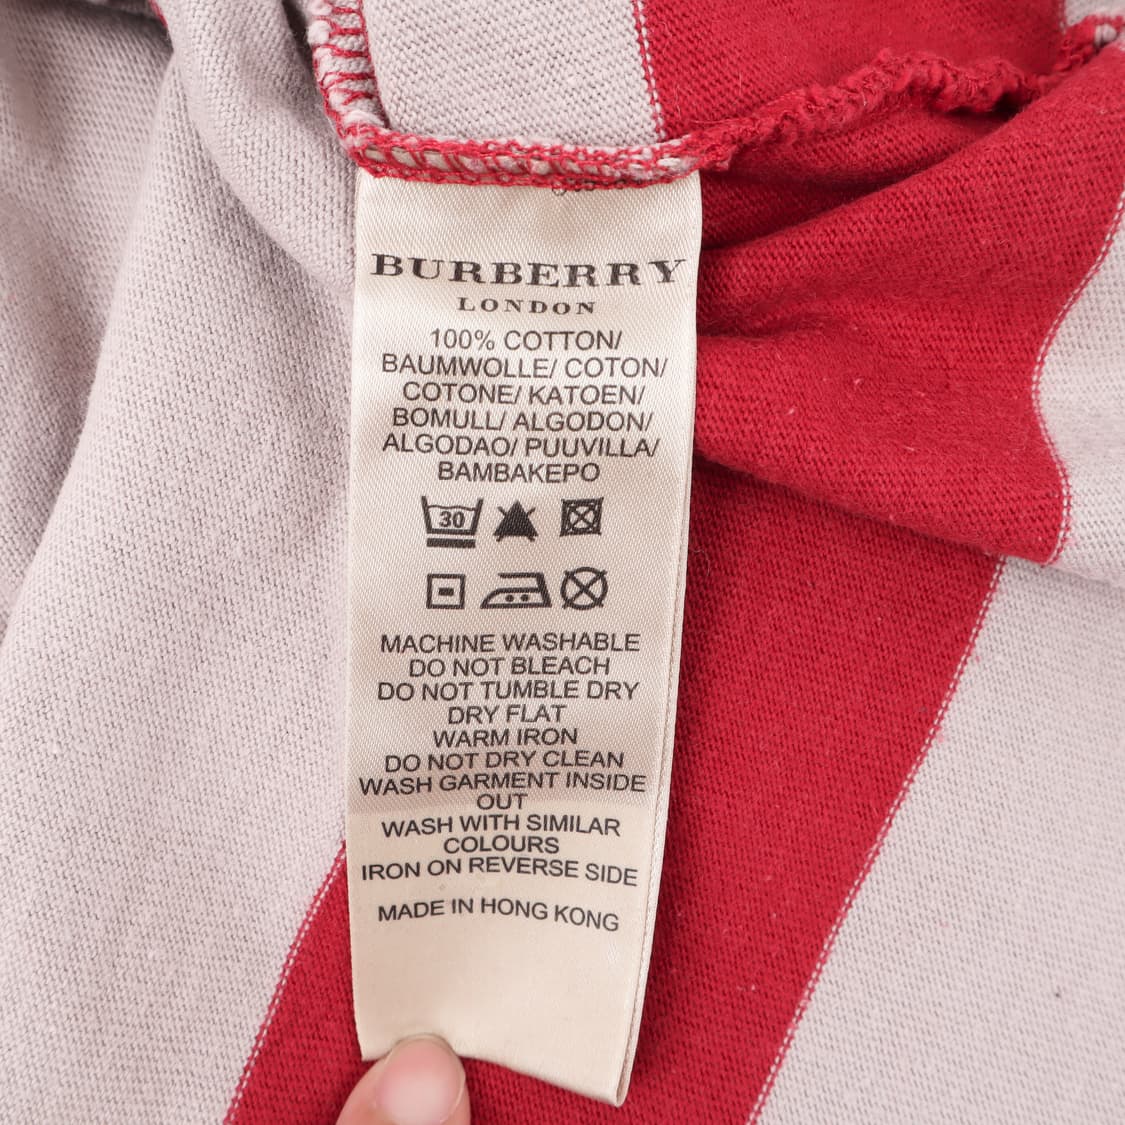 BURBERRY
LONDON
100% COTTON/
BAUMWOLLE/ COTON/
COTONE/ KATOEN/
BOMULL/ ALGODON/
ALGODAO/ PUUVILLA/
BAMBAKEPO
30
MACHINE WASHABLE
DO NOT BLEACH
DO NOT TUMBLE DRY
DRY FLAT
WARM IRON
DO NOT DRY CLEAN
WASH GARMENT INSIDE
OUT
WASH WITH SIMILAR
COLOURS
IRON ON REVERSE SIDE
MADE IN HONG KONG